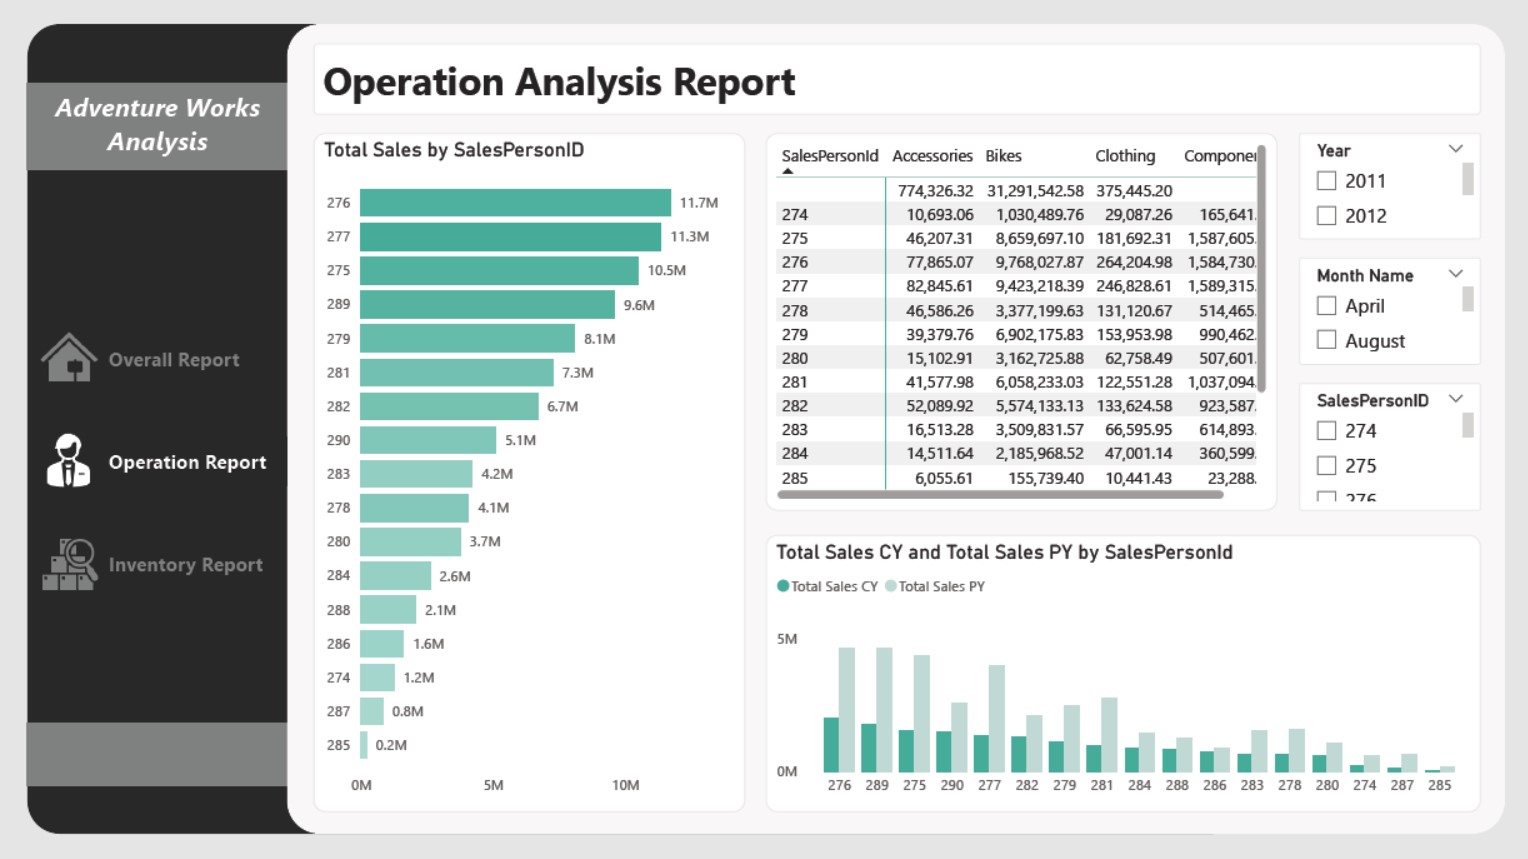 Adventure Works
Analysis
Overall Report
Operation Report
Inventory Report
Operation Analysis Report
Total Sales by SalesPersonID
276 11.7M
277 11.3M
275 10.5M
289 9.6M
279 8.1M
281 7.3M
282 6.7M
290 5.1M
283 4.2M
278 4.1M
280 3.7M
284 2.6M
288 2.1M
286 1.6M
274 1.2M
287 0.8M
285 0.2M
0M 5M 10M
SalesPersonId Accessories Bikes Clothing Componer
774,326.32 31,291,542.58 375,445.20
274 10,693.06 1,030,489.76 29,087.26 165,641.
275 46,207.31 8,659,697.10 181,692.31 1,587,605.
276 77,865.07 9,768,027.87 264,204.98 1,584,730.
277 82,845.61 9,423,218.39 246,828.61 1,589,315.
278 46,586.26 3,377,199.63 131,120.67 514,465.
279 39,379.76 6,902,175.83 153,953.98 990,462.
280 15,102.91 3,162,725.88 62,758.49 507,601.
281 41,577.98 6,058,233.03 122,551.28 1,037,094.
282 52,089.92 5,574,133.13 133,624.58 923,587.
283 16,513.28 3,509,831.57 66,595.95 614,893.
284 14,511.64 2,185,968.52 47,001.14 360,599.
285 6,055.61 155,739.40 10,441.43 23,288.
Year
2011
2012
Month Name
April
August
SalesPersonID
274
275
276
Total Sales CY and Total Sales PY by SalesPersonId
Total Sales CY Total Sales PY
5M
0M
276 289 275 290 277 282 279 281 284 288 286 283 278 280 274 287 285